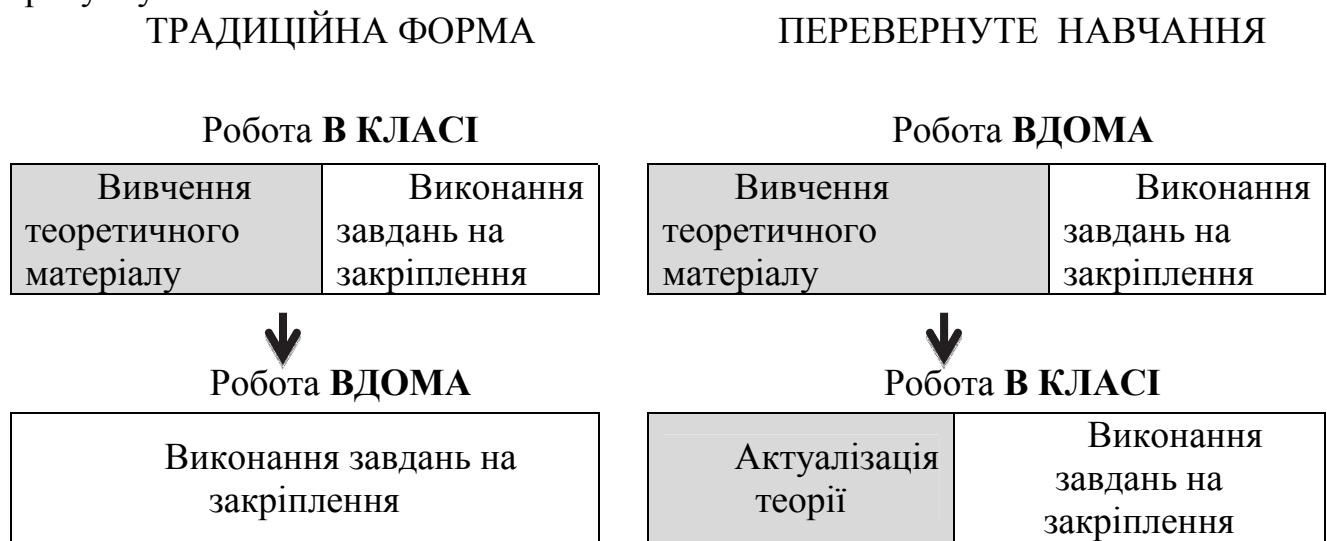 ТРАДИЦІЙНА ФОРМА
Робота В КЛАСІ
Вивчення
теоретичного
матеріалу
Виконання
завдань на
закріплення
Робота ВДОМА
Виконання завдань на
закріплення
ПЕРЕВЕРНУТЕ НАВЧАННЯ
Робота ВДОМА
Вивчення
теоретичного
матеріалу
Виконання
завдань на
закріплення
Робота В КЛАСІ
Актуалізація
теорії
Виконання
завдань на
закріплення